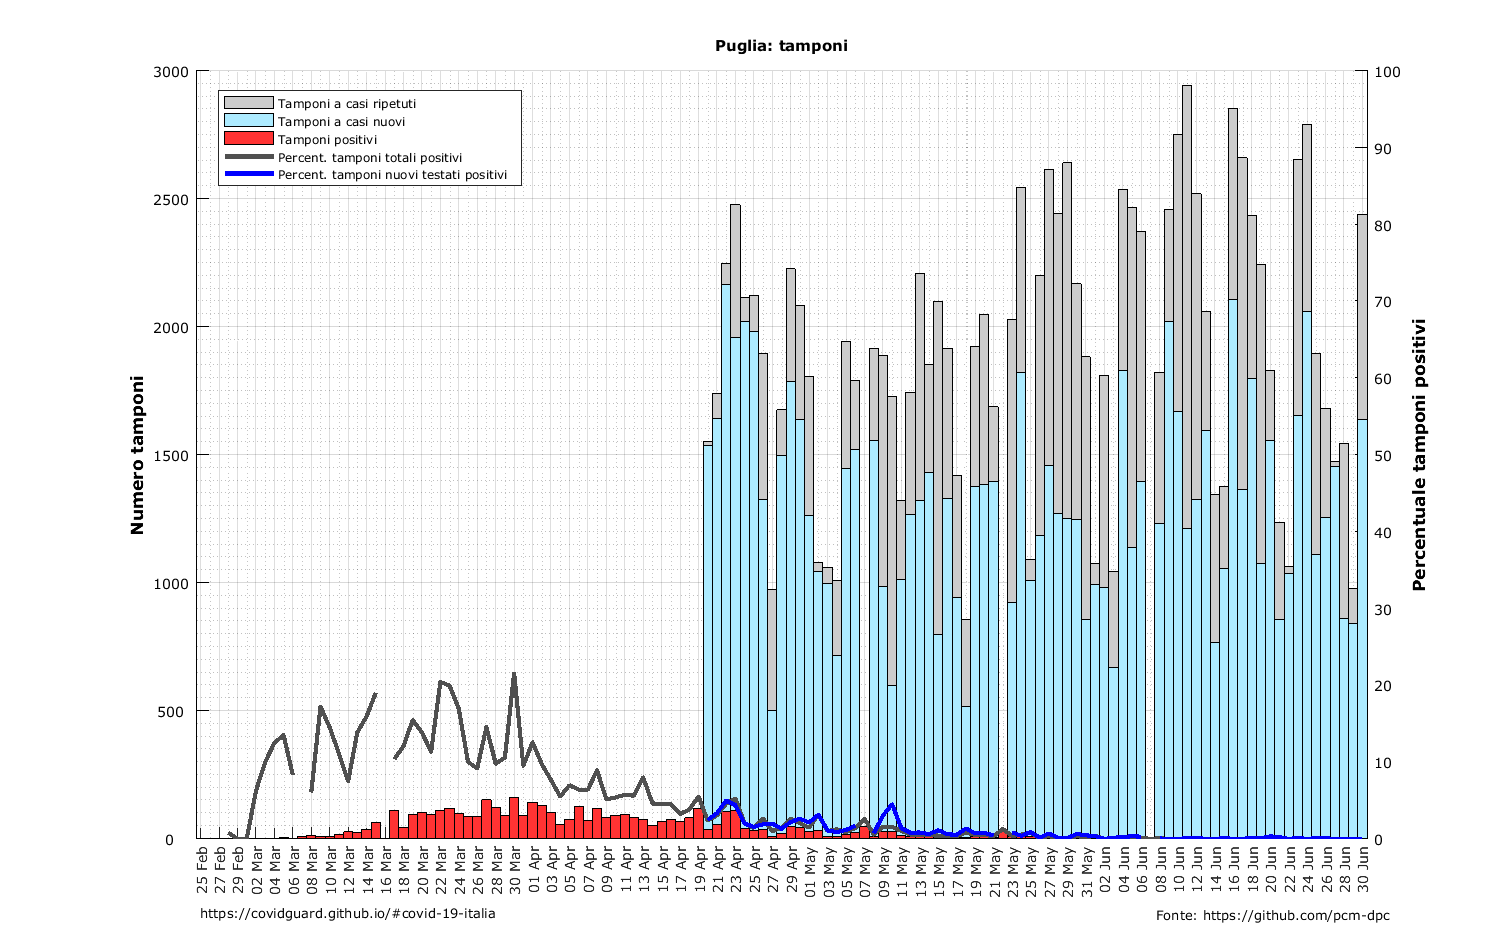 Puglia: tamponi
3000
2500
2000
1500
1000
500
0
Numero tamponi
Tamponi a casi ripetuti
Tamponi a casi nuovi
Tamponi positivi
Percent. tamponi totali positivi
Percent. tamponi nuovi testati positivi
100
90
80
70
60
50
40
30
20
10
0
Percentuale tamponi positivi
25 Feb
27 Feb
29 Feb
02 Mar
04 Mar
06 Mar
08 Mar
10 Mar
12 Mar
14 Mar
16 Mar
18 Mar
20 Mar
22 Mar
24 Mar
26 Mar
28 Mar
30 Mar
01 Apr
03 Apr
05 Apr
07 Apr
09 Apr
11 Apr
13 Apr
15 Apr
17 Apr
19 Apr
21 Apr
23 Apr
25 Apr
27 Apr
29 Apr
01 May
03 May
05 May
07 May
09 May
11 May
13 May
15 May
17 May
19 May
21 May
23 May
25 May
27 May
29 May
31 May
02 Jun
04 Jun
06 Jun
08 Jun
10 Jun
12 Jun
14 Jun
16 Jun
18 Jun
20 Jun
22 Jun
24 Jun
26 Jun
28 Jun
30 Jun
https://covidguard.github.io/#covid-19-italia
Fonte: https://github.com/pcm-dpc